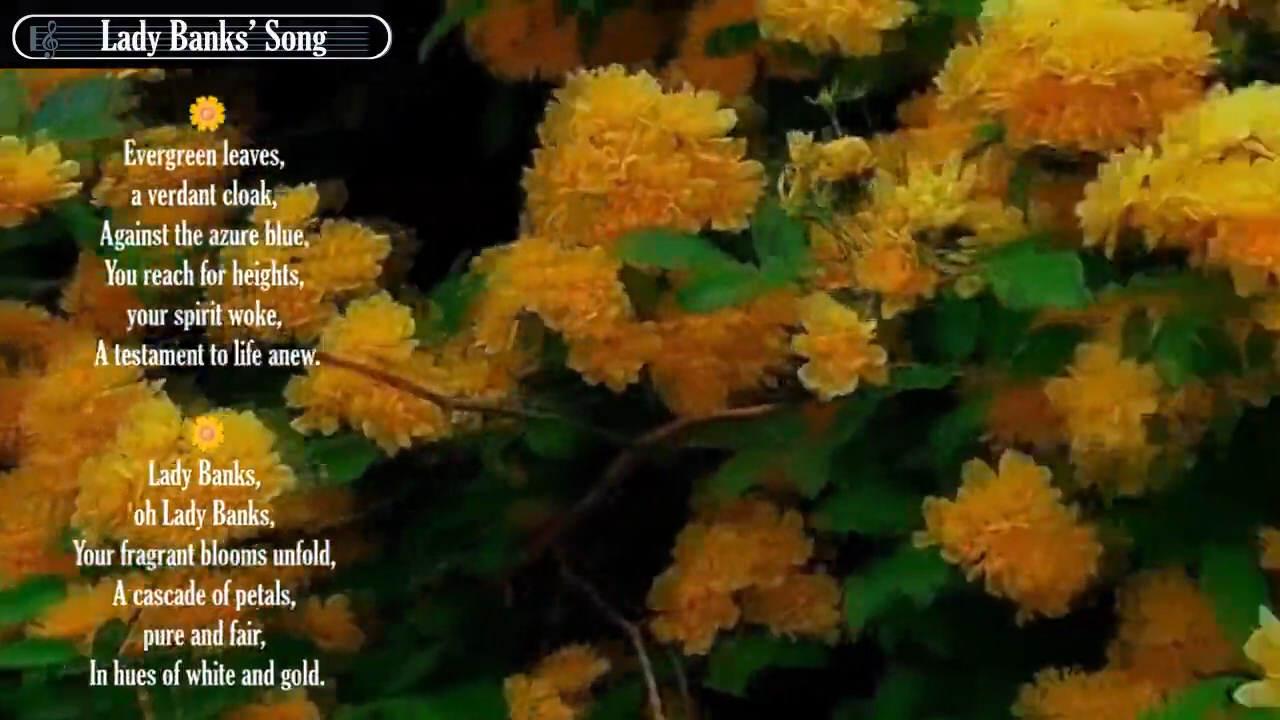 Lady Banks’ Song
Evergreen leaves,
a verdant cloak,
Against the azure blue,
You reach for heights,
your spirit woke,
A testament to life anew.
Lady Banks,
oh Lady Banks,
Your fragrant blooms unfold,
A cascade of petals,
pure and fair,
In hues of white and gold.